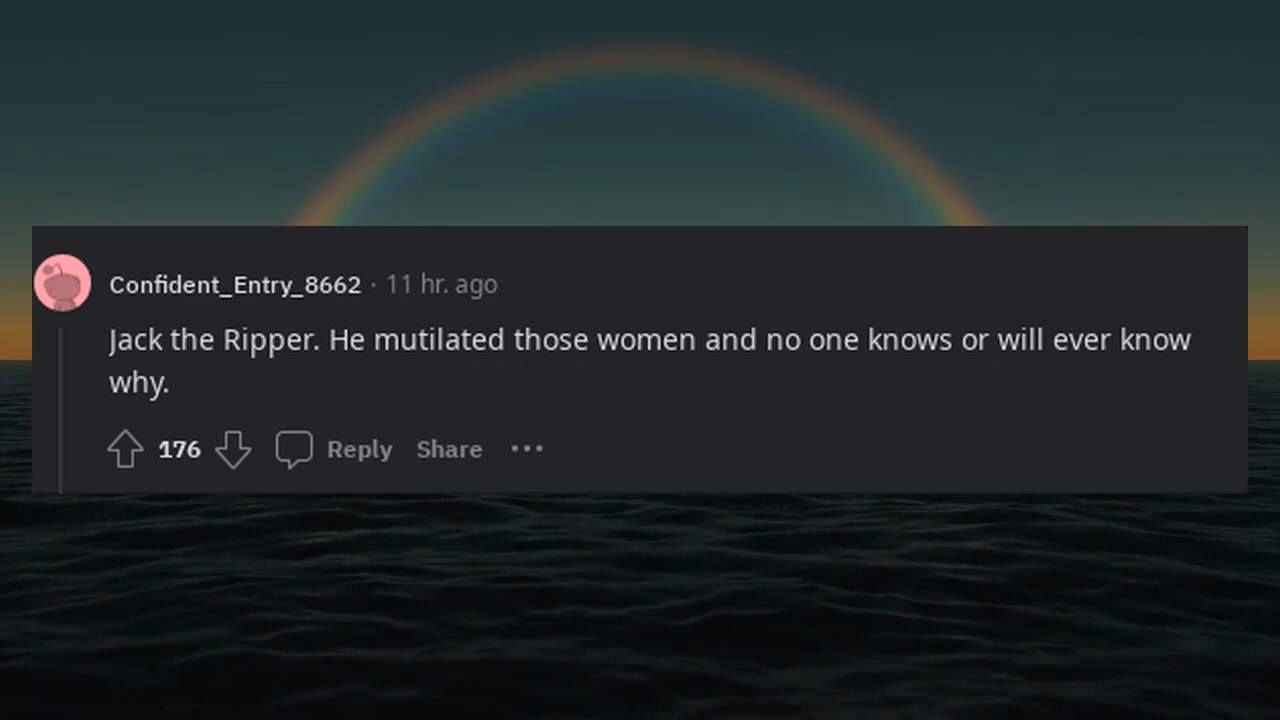 Confident_Entry_8662 · 11 hr. ago
Jack the Ripper. He mutilated those women and no one knows or will ever know
why.
176 Reply Share ···